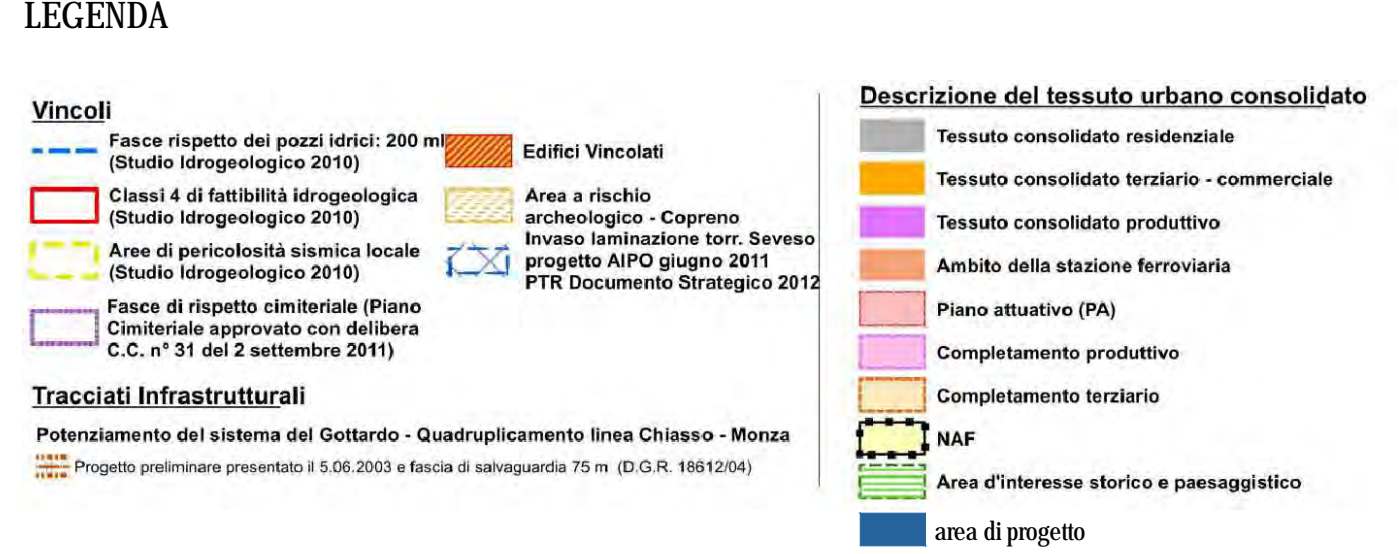 LEGENDA
Vincoli
Fasce rispetto dei pozzi idrici: 200 ml
(Studio Idrogeologico 2010)
Classi 4 di fattibilità idrogeologica
(Studio Idrogeologico 2010)
Aree di pericolosità sismica locale
(Studio Idrogeologico 2010)
Fasce di rispetto cimiteriale (Piano
Cimiteriale approvato con delibera
C.C. n° 31 del 2 settembre 2011)
Edifici Vincolati
Area a rischio
archeologico - Copreno
Invaso laminazione torr. Seveso
progetto AIPO giugno 2011
PTR Documento Strategico 2012
Tracciati Infrastrutturali
Potenziamento del sistema del Gottardo - Quadruplicamento linea Chiasso - Monza
Progetto preliminare presentato il 5.06.2003 e fascia di salvaguardia 75 m (D.G.R. 18612/04)
Descrizione del tessuto urbano consolidato
Tessuto consolidato residenziale
Tessuto consolidato terziario - commerciale
Tessuto consolidato produttivo
Ambito della stazione ferroviaria
Piano attuativo (PA)
Completamento produttivo
Completamento terziario
NAF
Area d'interesse storico e paesaggistico
area di progetto